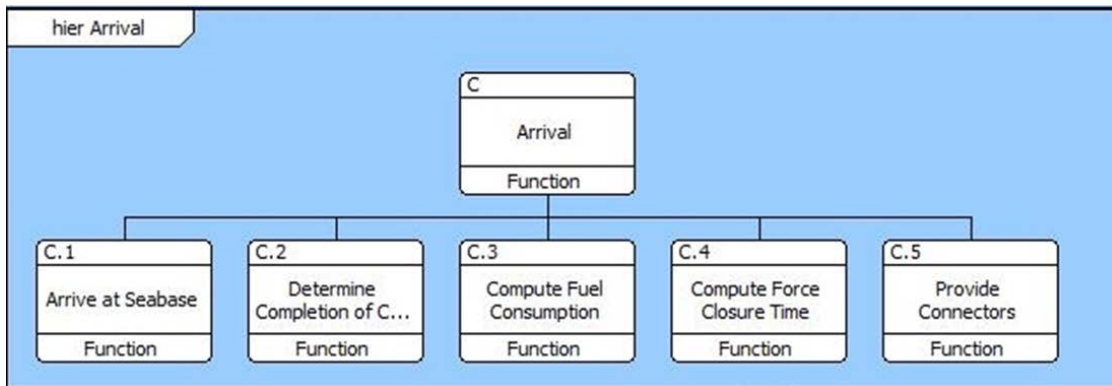 hier Arrival
C
Arrival
Function
C.1
Arrive at Seabase
Function
C.2
Determine
Completion of C...
Function
C.3
Compute Fuel
Consumption
Function
C.4
Compute Force
Closure Time
Function
C.5
Provide
Connectors
Function